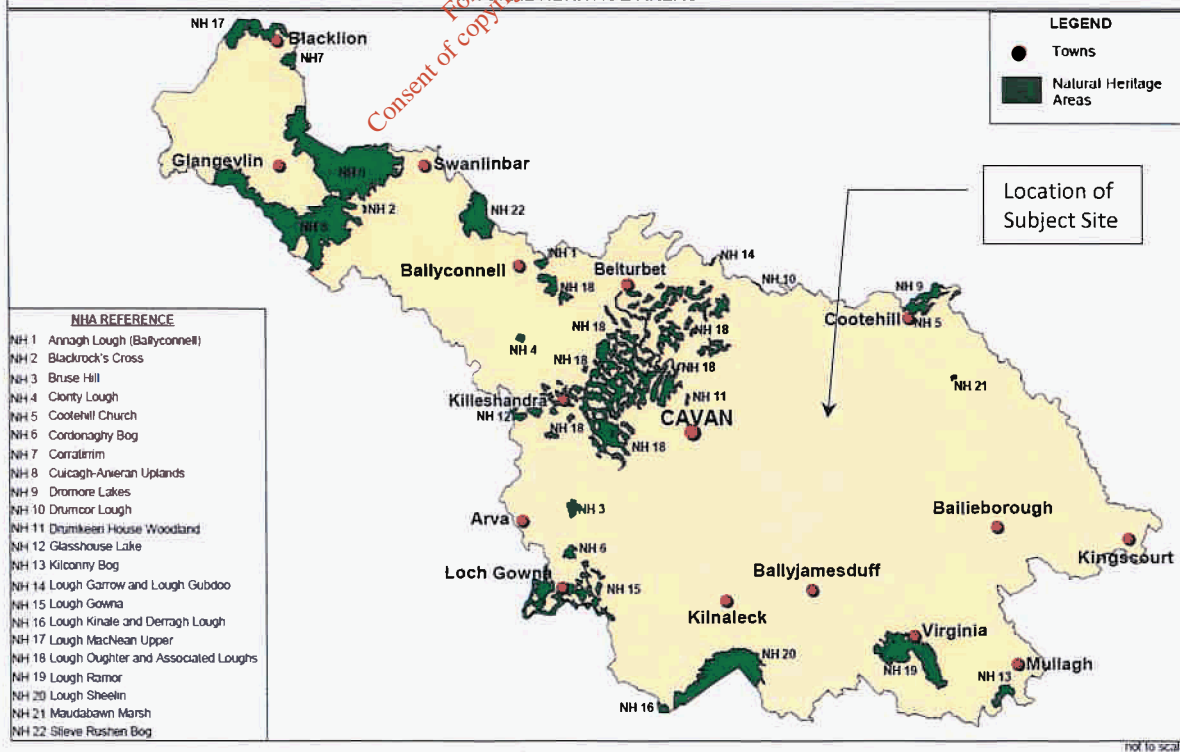 NH 17
Blacklion
NH7
Consent of copyr
LEGEND
Towns
Natural Heritage
Areas
Glangevlin
Swanlinbar
NH 2
NH 8
NH 22
Location of
Subject Site
Ballyconnell
NH 1
NH 18
Belturbet
NH 14
NH 10
NH 9
Cootehill
NH 5
NH 18
NH 18
NH 4
NH 18
NH 18
NH 21
Killeshandra
NH 11
NH 12
CAVAN
NH 18
NH 18
NHA REFERENCE
NH 1 Annagh Lough (Ballyconnell)
NH 2 Blackrock's Cross
NH 3 Bruse Hill
NH 4 Clonty Lough
NH 5 Cootehill Church
NH 6 Cordonaghy Bog
NH 7 Corratirrim
NH 8 Cuicagh-Anieran Uplands
NH 9 Dromore Lakes
NH 10 Drumcor Lough
NH 11 Drumkeen House Woodland
NH 12 Glasshouse Lake
NH 13 Kilconny Bog
NH 14 Lough Garrow and Lough Gubdoo
NH 15 Lough Gowna
NH 16 Lough Kinale and Derragh Lough
NH 17 Lough MacNean Upper
NH 18 Lough Oughter and Associated Loughs
NH 19 Lough Ramor
NH 20 Lough Sheelin
NH 21 Maudabawn Marsh
NH 22 Slieve Rushen Bog
Arva
NH 3
Bailieborough
Kingscourt
NH 6
Loch Gowna
NH 15
Ballyjamesduff
Kilnaleck
Virginia
NH 20
NH 19
Mullagh
NH 13
NH 16
not to scal